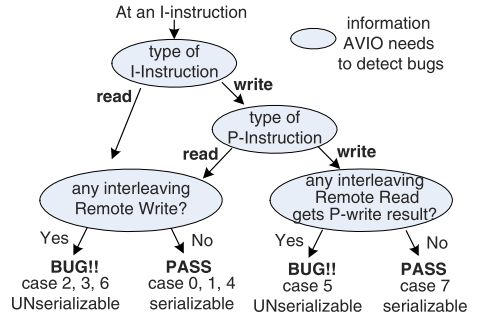 At an I-instruction
information
AVIO needs
to detect bugs
type of
I-Instruction
read
write
type of
P-Instruction
read
write
any interleaving
Remote Write?
any interleaving
Remote Read
gets P-write result?
Yes
No
Yes
No
BUG!!
case 2, 3, 6
UNserializable
PASS
case 0, 1, 4
serializable
BUG!!
case 5
UNserializable
PASS
case 7
serializable